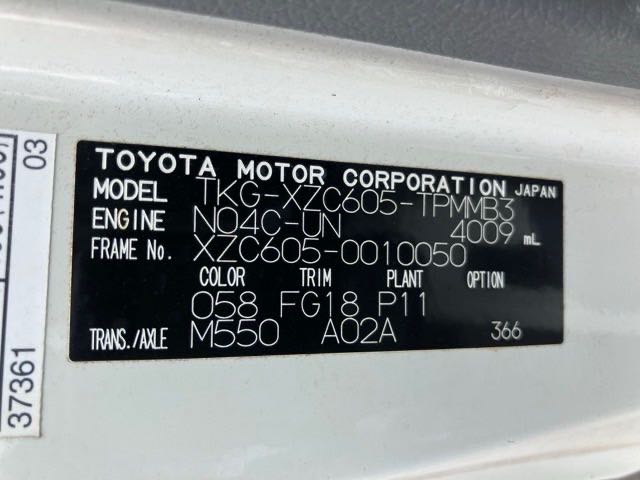 TOYOTA MOTOR CORPORATION JAPAN
MODEL TKG-XZC605-TPMMB3
ENGINE N04C-UN 4009 mL
FRAME No. XZC605-0010050
COLOR TRIM PLANT OPTION
058 FG18 P11
TRANS./AXLE M550 A02A 366
37361 03